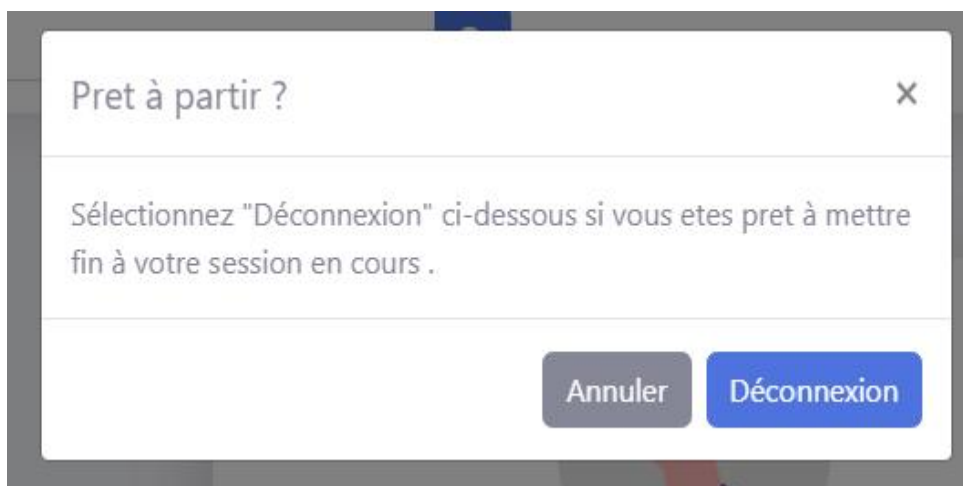 Pret à partir ?
×
Sélectionnez "Déconnexion" ci-dessous si vous etes pret à mettre
fin à votre session en cours .
Annuler
Déconnexion